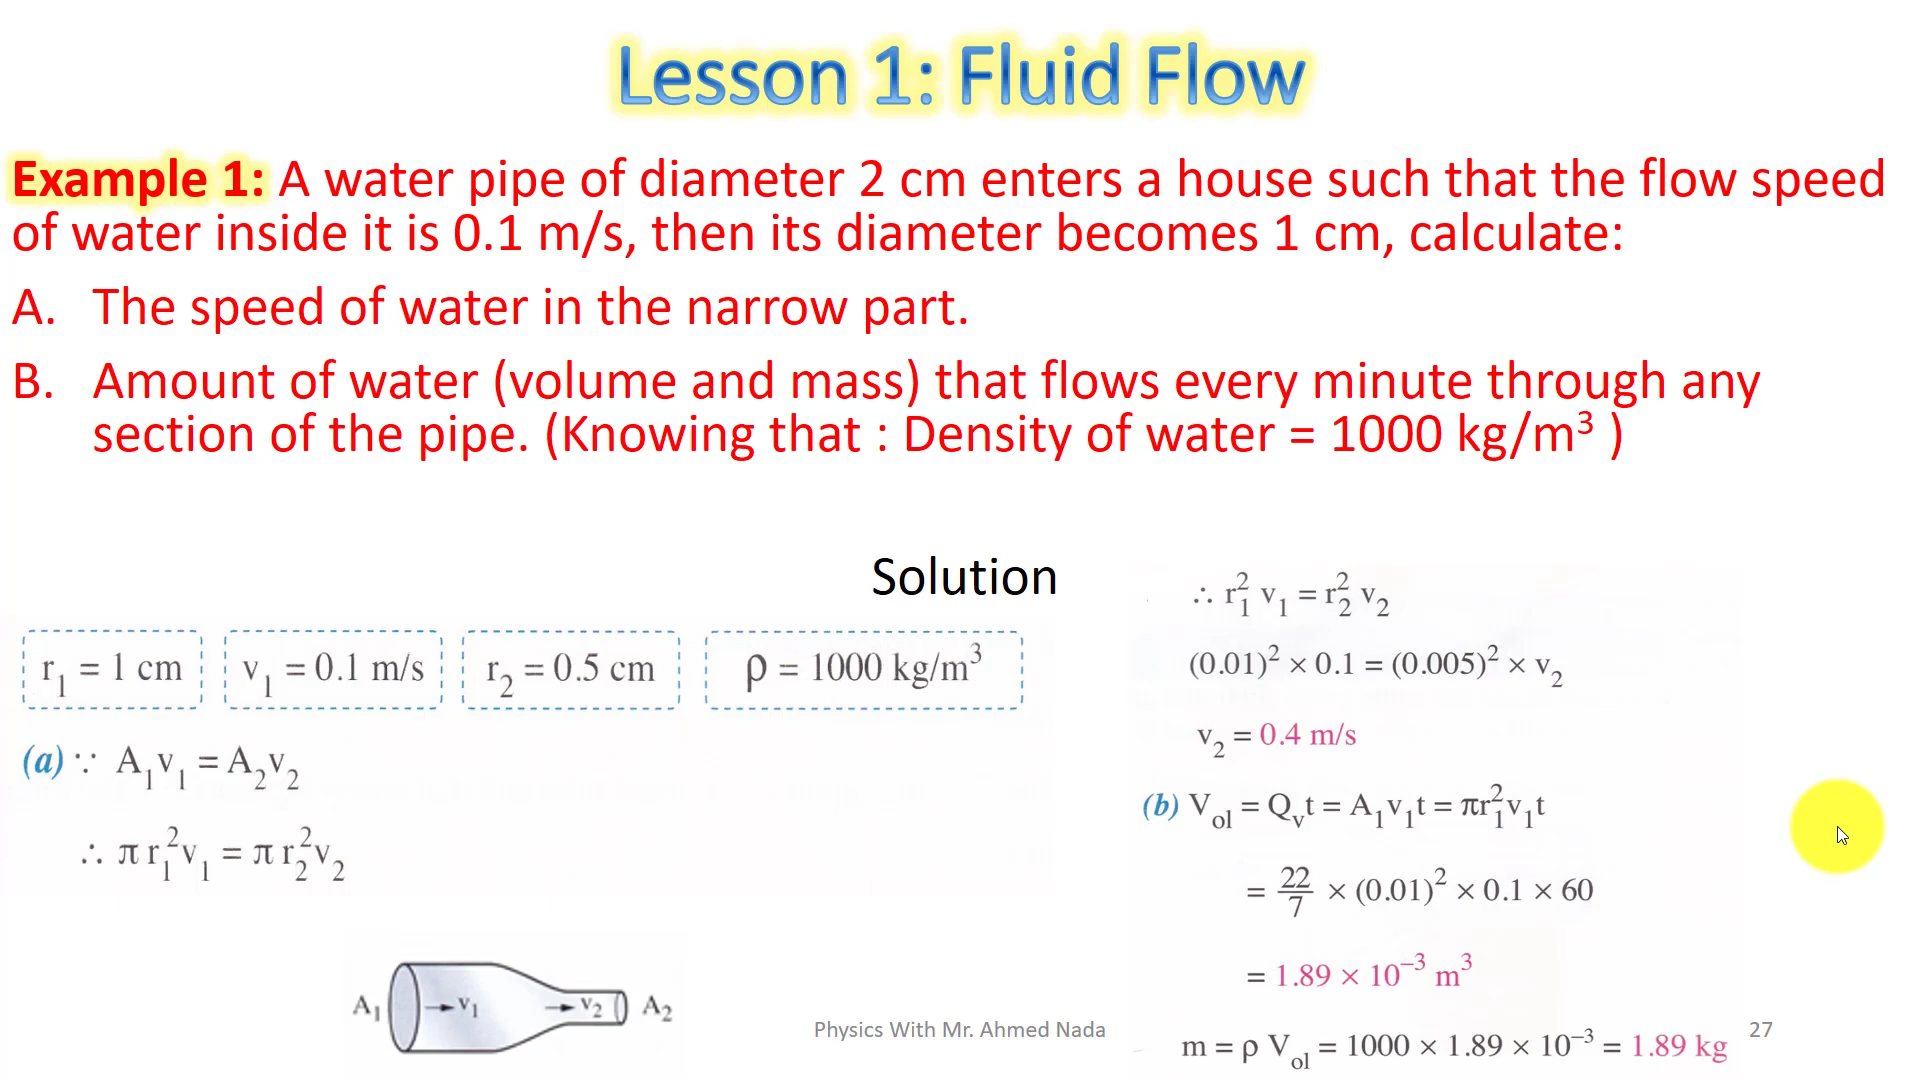 Lesson 1: Fluid Flow
Example 1: A water pipe of diameter 2 cm enters a house such that the flow speed
of water inside it is 0.1 m/s, then its diameter becomes 1 cm, calculate:
A. The speed of water in the narrow part.
B. Amount of water (volume and mass) that flows every minute through any
section of the pipe. (Knowing that : Density of water = 1000 kg/m³ )
Solution
r₁ = 1 cm v₁ = 0.1 m/s r₂ = 0.5 cm ρ = 1000 kg/m³
(a) ∵ A₁v₁ = A₂v₂
∴ π r₁² v₁ = π r₂² v₂
A₁ v₁ v₂ A₂
∴ r₁² v₁ = r₂² v₂
(0.01)² × 0.1 = (0.005)² × v₂
v₂ = 0.4 m/s
(b) Vₒₗ = Qᵥt = A₁v₁t = πr₁²v₁t
= 22/7 × (0.01)² × 0.1 × 60
= 1.89 × 10⁻³ m³
m = ρ Vₒₗ = 1000 × 1.89 × 10⁻³ = 1.89 kg
Physics With Mr. Ahmed Nada
27